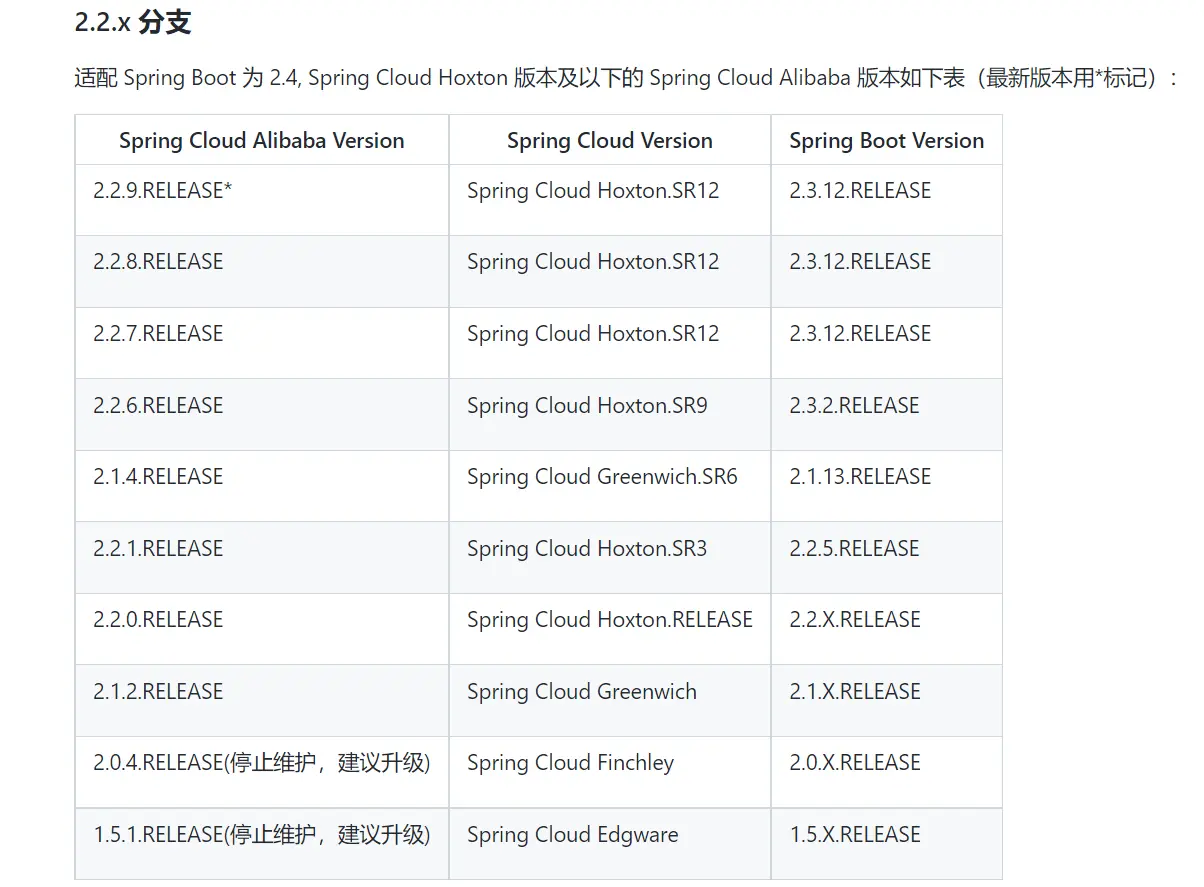 2.2.x 分支
适配 Spring Boot 为 2.4, Spring Cloud Hoxton 版本及以下的 Spring Cloud Alibaba 版本如下表（最新版本用*标记）:
Spring Cloud Alibaba Version Spring Cloud Version Spring Boot Version
2.2.9.RELEASE* Spring Cloud Hoxton.SR12 2.3.12.RELEASE
2.2.8.RELEASE Spring Cloud Hoxton.SR12 2.3.12.RELEASE
2.2.7.RELEASE Spring Cloud Hoxton.SR12 2.3.12.RELEASE
2.2.6.RELEASE Spring Cloud Hoxton.SR9 2.3.2.RELEASE
2.1.4.RELEASE Spring Cloud Greenwich.SR6 2.1.13.RELEASE
2.2.1.RELEASE Spring Cloud Hoxton.SR3 2.2.5.RELEASE
2.2.0.RELEASE Spring Cloud Hoxton.RELEASE 2.2.X.RELEASE
2.1.2.RELEASE Spring Cloud Greenwich 2.1.X.RELEASE
2.0.4.RELEASE(停止维护，建议升级) Spring Cloud Finchley 2.0.X.RELEASE
1.5.1.RELEASE(停止维护，建议升级) Spring Cloud Edgware 1.5.X.RELEASE